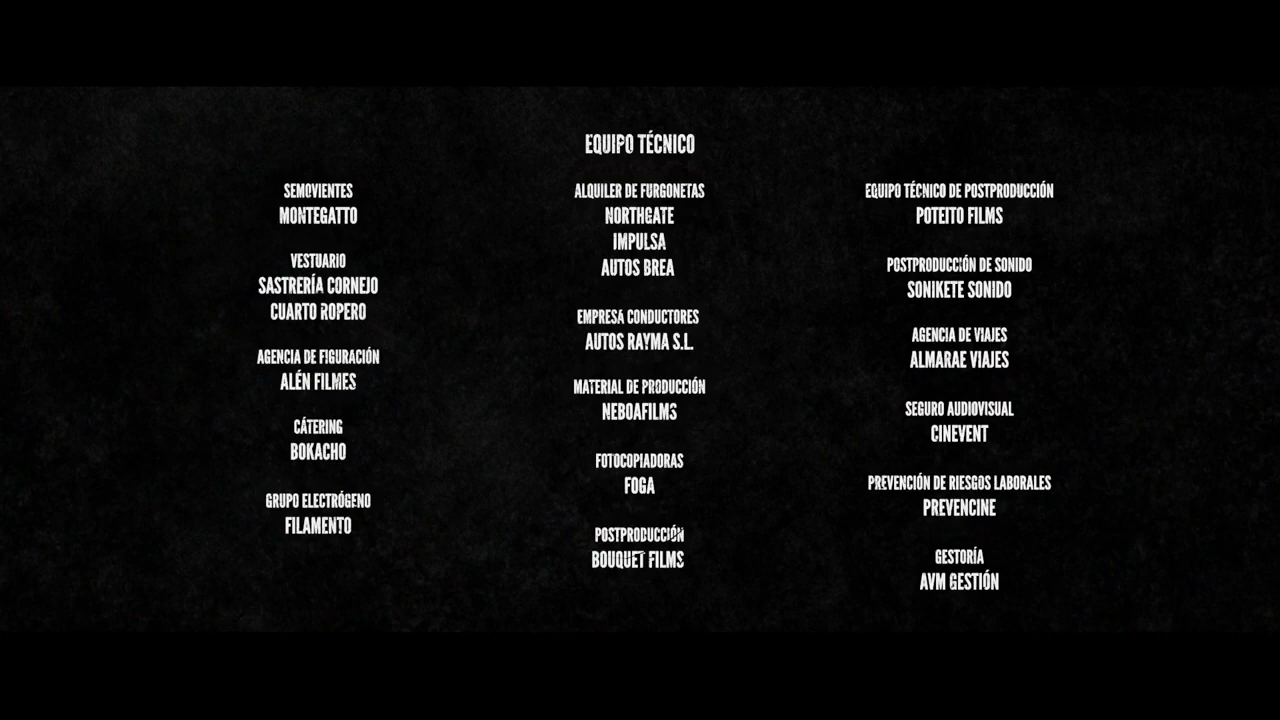 EQUIPO TÉCNICO
SEMOVIENTES
MONTEGATTO
VESTUARIO
SASTRERÍA CORNEJO
CUARTO ROPERO
AGENCIA DE FIGURACIÓN
ALÉN FILMES
CÁTERING
BOKACHO
GRUPO ELECTRÓGENO
FILAMENTO
ALQUILER DE FURGONETAS
NORTHGATE
IMPULSA
AUTOS BREA
EMPRESA CONDUCTORES
AUTOS RAYMA S.L.
MATERIAL DE PRODUCCIÓN
NEBOAFILMS
FOTOCOPIADORAS
FOGA
POSTPRODUCCIÓN
BOUQUET FILMS
EQUIPO TÉCNICO DE POSTPRODUCCIÓN
POTEITO FILMS
POSTPRODUCCIÓN DE SONIDO
SONIKETE SONIDO
AGENCIA DE VIAJES
ALMARAE VIAJES
SEGURO AUDIOVISUAL
CINEVENT
PREVENCIÓN DE RIESGOS LABORALES
PREVENCINE
GESTORÍA
AVM GESTIÓN